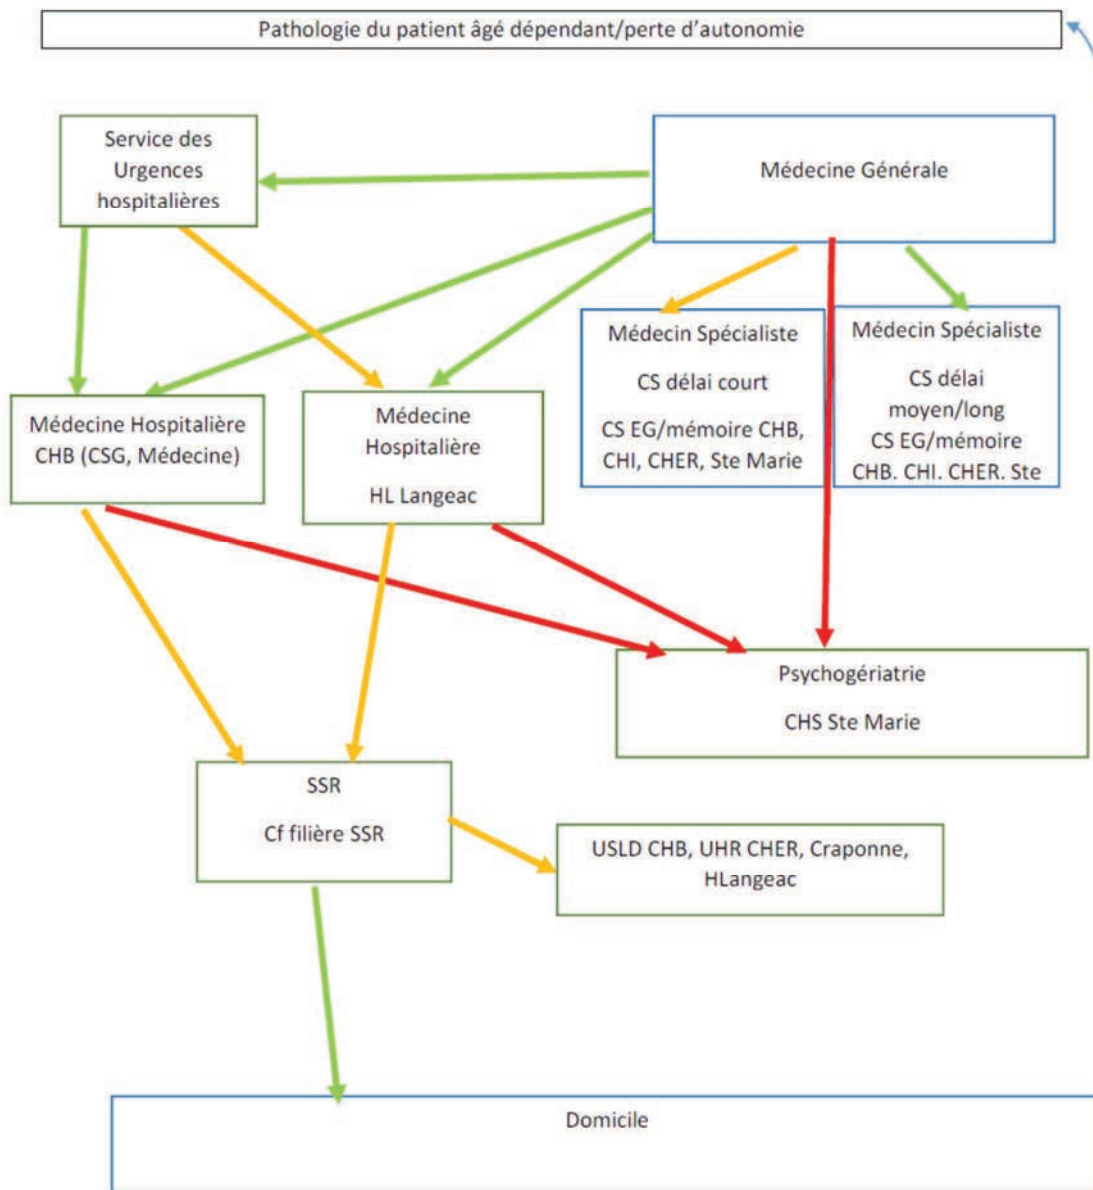 Pathologie du patient âgé dépendant/perte d'autonomie
Service des
Urgences
hospitalières
Médecine Générale
Médecin Spécialiste
CS délai court
CS EG/mémoire CHB,
CHI, CHER, Ste Marie
Médecin Spécialiste
CS délai
moyen/long
CS EG/mémoire
CHB. CHI. CHER. Ste
Médecine Hospitalière
CHB (CSG, Médecine)
Médecine
Hospitalière
HL Langeac
Psychogériatrie
CHS Ste Marie
SSR
Cf filière SSR
USLD CHB, UHR CHER, Craponne,
HLangeac
Domicile